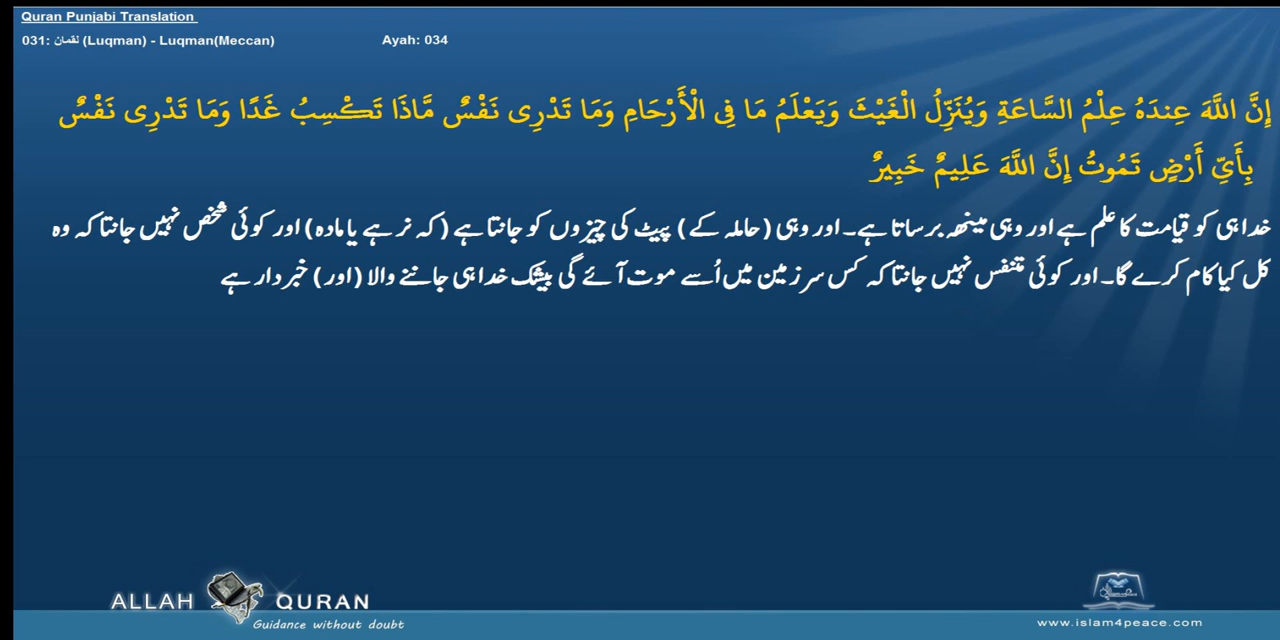 Quran Punjabi Translation
031: لقمان (Luqman) - Luqman(Meccan) Ayah: 034
إِنَّ اللَّهَ عِندَهُ عِلْمُ السَّاعَةِ وَيُنَزِّلُ الْغَيْثَ وَيَعْلَمُ مَا فِى الْأَرْحَامِ وَمَا تَدْرِى نَفْسٌ مَّاذَا تَكْسِبُ غَدًا وَمَا تَدْرِى نَفْسٌ
بِأَيِّ أَرْضٍ تَمُوتُ إِنَّ اللَّهَ عَلِيمٌ خَبِيرٌ
خدا ہی کو قیامت کا علم ہے اور وہی مینھہ برساتا ہے۔ اور وہی (حاملہ کے) پیٹ کی چیزوں کو جانتا ہے (کہ نر ہے یا مادہ) اور کوئی شخص نہیں جانتا کہ وہ
کل کیا کام کرے گا۔ اور کوئی متنفس نہیں جانتا کہ کس سرزمین میں اُسے موت آئے گی بیشک خدا ہی جاننے والا (اور) خبردار ہے
ALLAH QURAN
Guidance without doubt
www.islam4peace.com